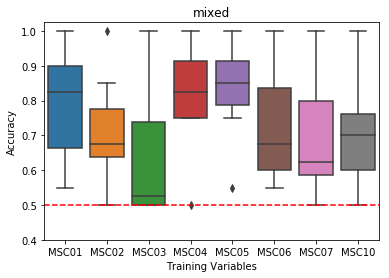 mixed
Accuracy
1.0
0.9
0.8
0.7
0.6
0.5
0.4
MSC01 MSC02 MSC03 MSC04 MSC05 MSC06 MSC07 MSC10
Training Variables